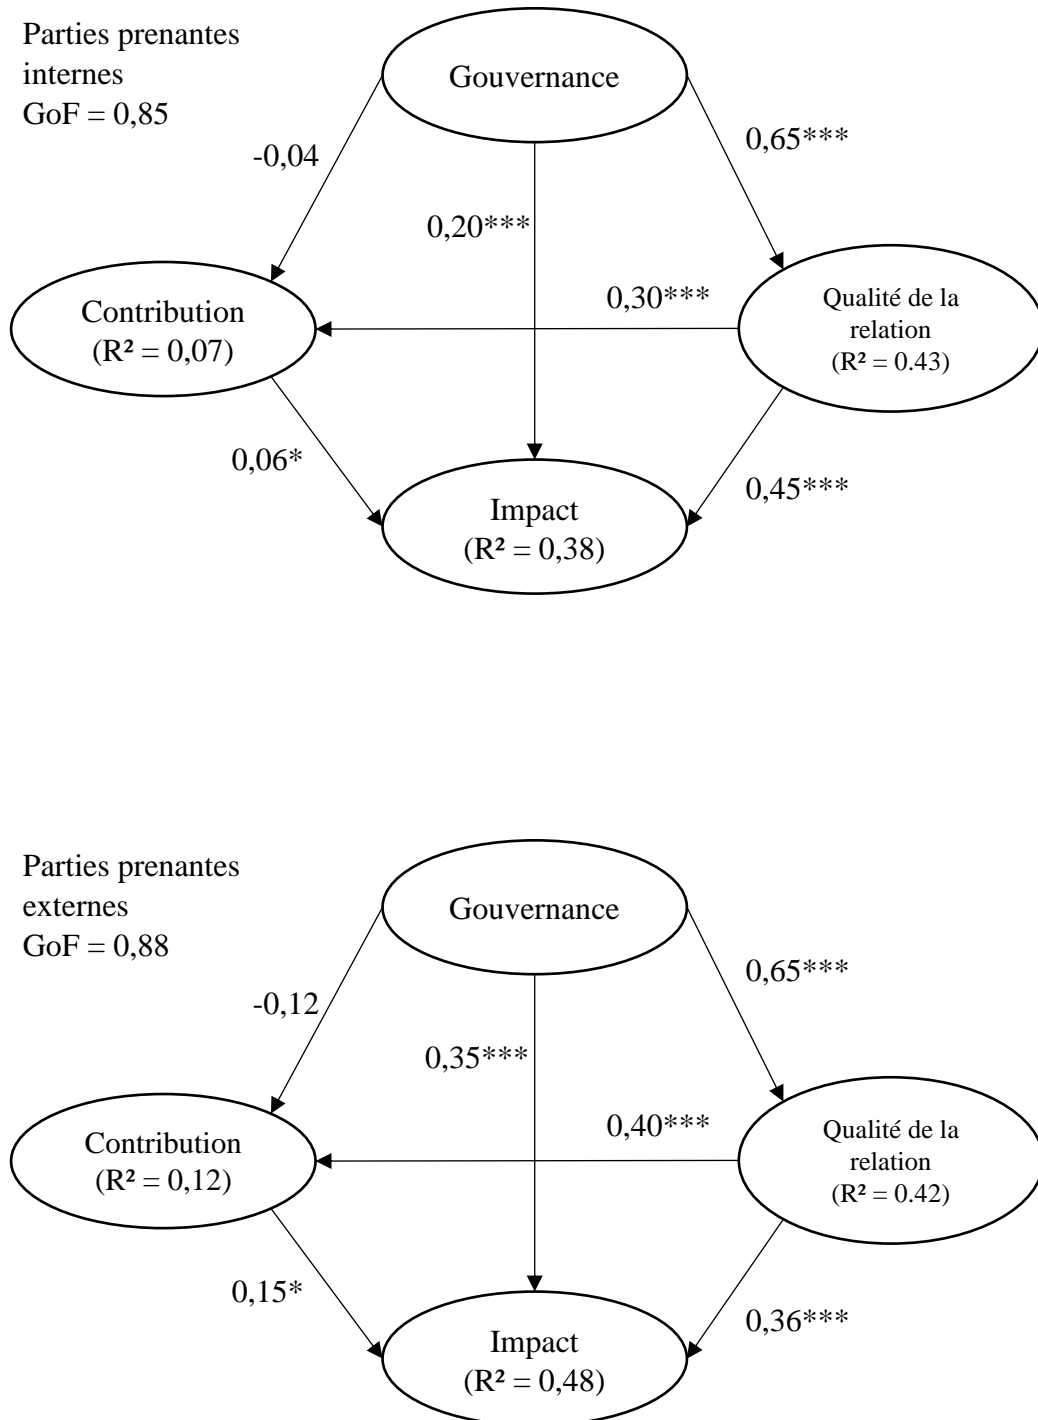 Parties prenantes
internes
GoF = 0,85
Gouvernance
-0,04
0,65***
0,20***
0,30***
Contribution
(R² = 0,07)
Qualité de la
relation
(R² = 0.43)
0,06*
0,45***
Impact
(R² = 0,38)
Parties prenantes
externes
GoF = 0,88
Gouvernance
-0,12
0,65***
0,35***
0,40***
Contribution
(R² = 0,12)
Qualité de la
relation
(R² = 0.42)
0,15*
0,36***
Impact
(R² = 0,48)